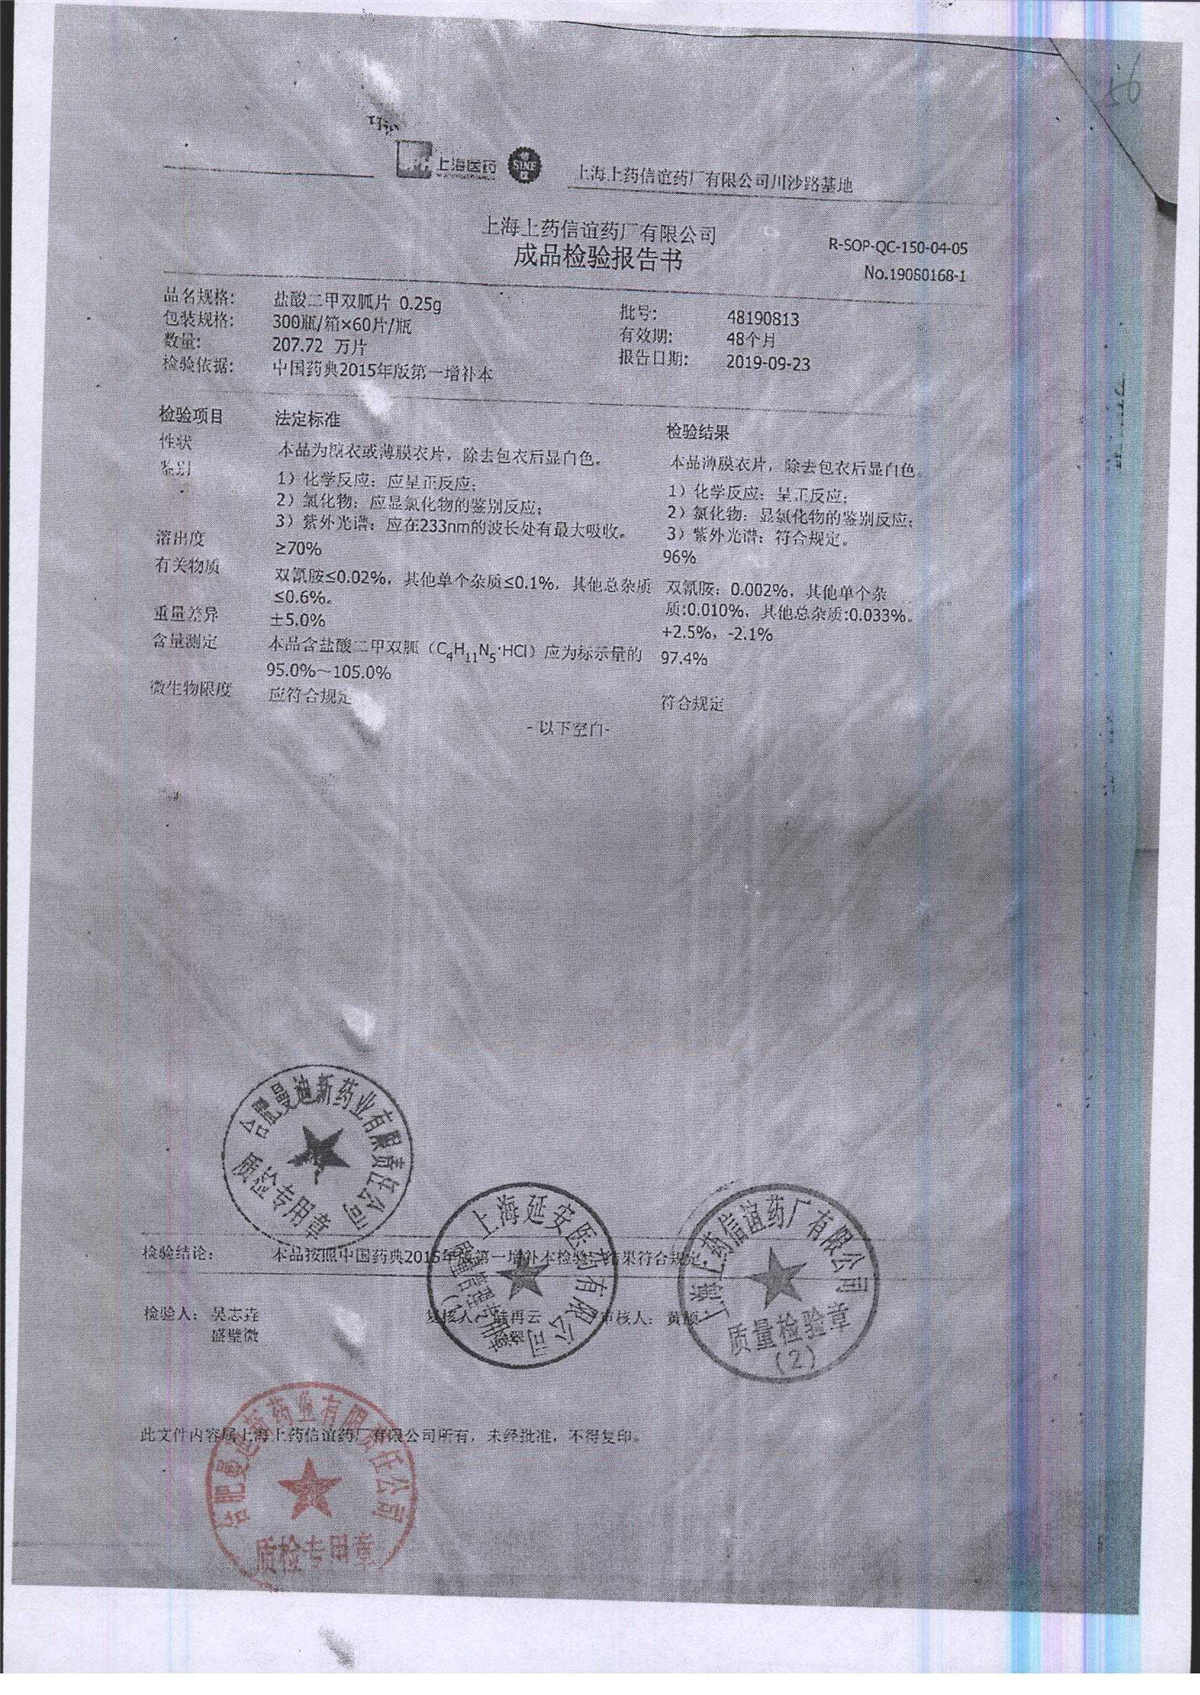 56
上海医药
SINE
上海上药信谊药厂有限公司川沙路基地
上海上药信谊药厂有限公司
成品检验报告书
R-SOP-QC-150-04-05
No.19080168-1
品名规格: 盐酸二甲双胍片 0.25g
批号: 48190813
包装规格: 300瓶/箱×60片/瓶
有效期: 48个月
数量: 207.72 万片
报告日期: 2019-09-23
检验依据: 中国药典2015年版第一增补本
检验项目 法定标准 检验结果
性状 本品为糖衣或薄膜衣片，除去包衣后显白色。 本品薄膜衣片，除去包衣后显白色。
鉴别 1）化学反应：应呈正反应； 1）化学反应：呈正反应；
2）氯化物：应显氯化物的鉴别反应； 2）氯化物：显氯化物的鉴别反应；
3）紫外光谱：应在233nm的波长处有最大吸收。 3）紫外光谱：符合规定。
溶出度 ≥70% 96%
有关物质 双氰胺≤0.02%，其他单个杂质≤0.1%，其他总杂质 双氰胺：0.002%，其他单个杂
≤0.6%。 质:0.010%，其他总杂质:0.033%。
重量差异 ±5.0% +2.5%，-2.1%
含量测定 本品含盐酸二甲双胍（C4H11N5·HCl）应为标示量的 97.4%
95.0%～105.0%
微生物限度 应符合规定 符合规定
-以下空白-
合肥曼迪新药业有限责任公司
质检专用章
上海延安医药有限公司
上海上药信谊药厂有限公司
质量检验章
（2）
检验结论: 本品按照中国药典2015年版第一增补本检验 结果符合规定
检验人: 吴志垚 复核人 再云 审核人: 黄颖
盛璧微
此文件内容属上海上药信谊药厂有限公司所有，未经批准，不得复印。
合肥曼迪新药业有限责任公司
质检专用章